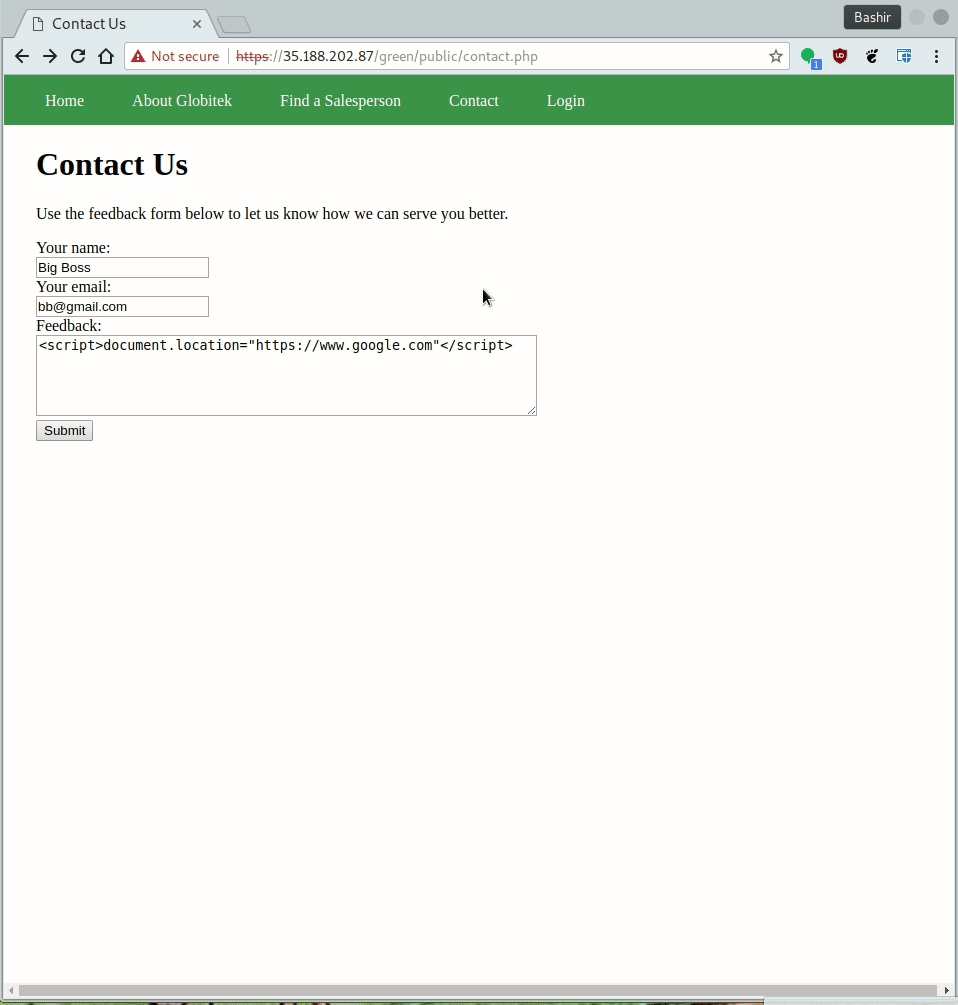 Contact Us
Bashir
Not secure https://35.188.202.87/green/public/contact.php
1
Home About Globitek Find a Salesperson Contact Login
Contact Us
Use the feedback form below to let us know how we can serve you better.
Your name:
Big Boss
Your email:
bb@gmail.com
Feedback:
<script>document.location="https://www.google.com"</script>
Submit